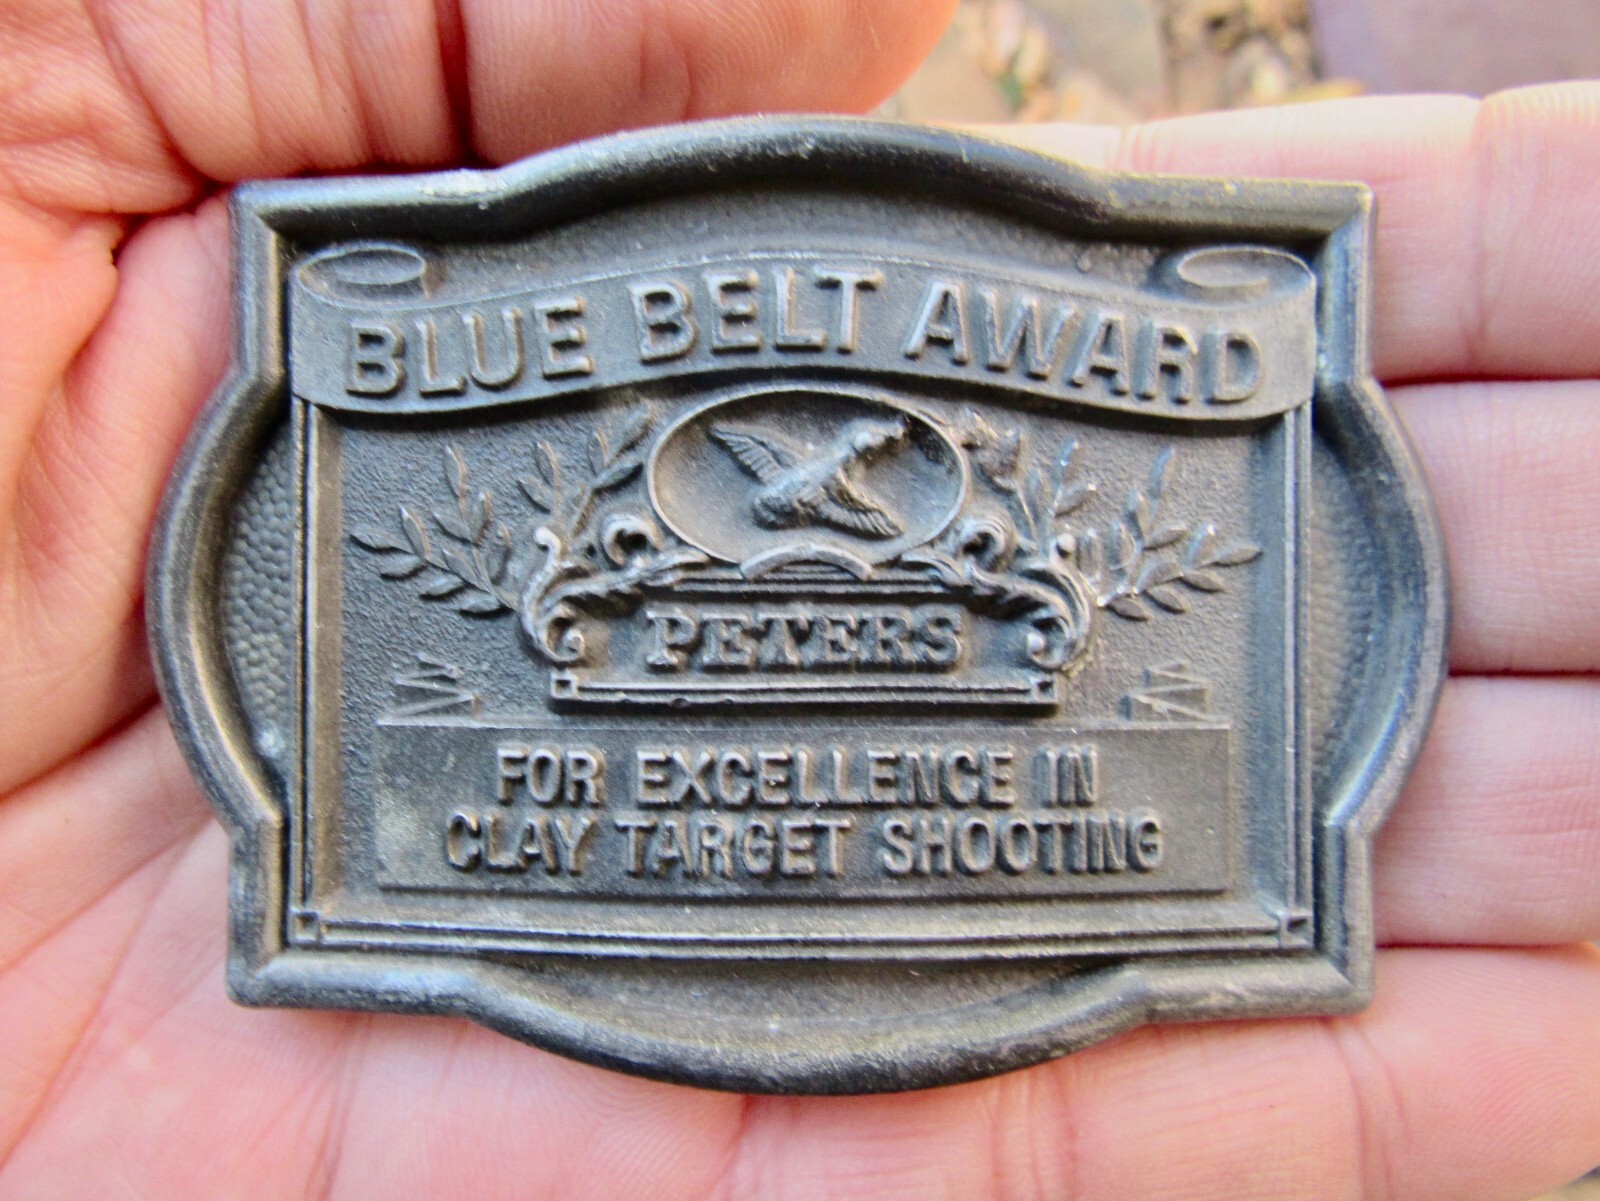 BLUE BELT AWARD
PETERS
FOR EXCELLENCE IN
CLAY TARGET SHOOTING